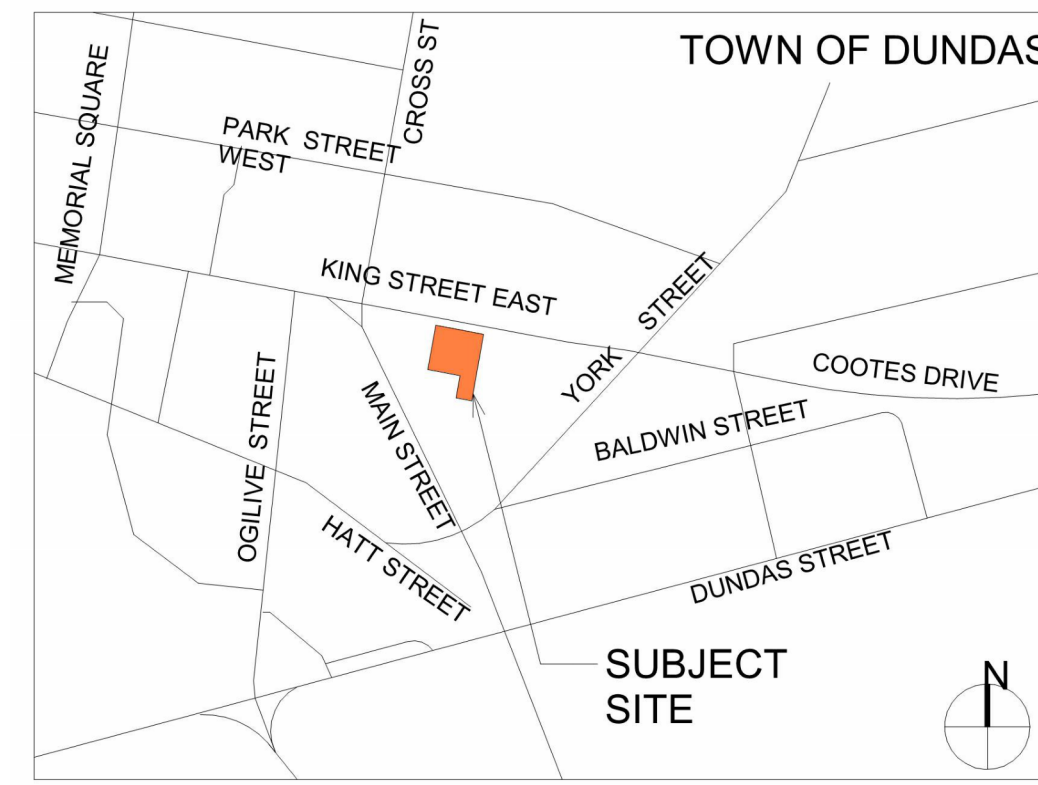 TOWN OF DUNDAS
MEMORIAL SQUARE
CROSS ST
PARK STREET
WEST
KING STREET EAST
YORK STREET
COOTES DRIVE
BALDWIN STREET
MAIN STREET
OGILIVE STREET
HATT STREET
DUNDAS STREET
SUBJECT
SITE
N